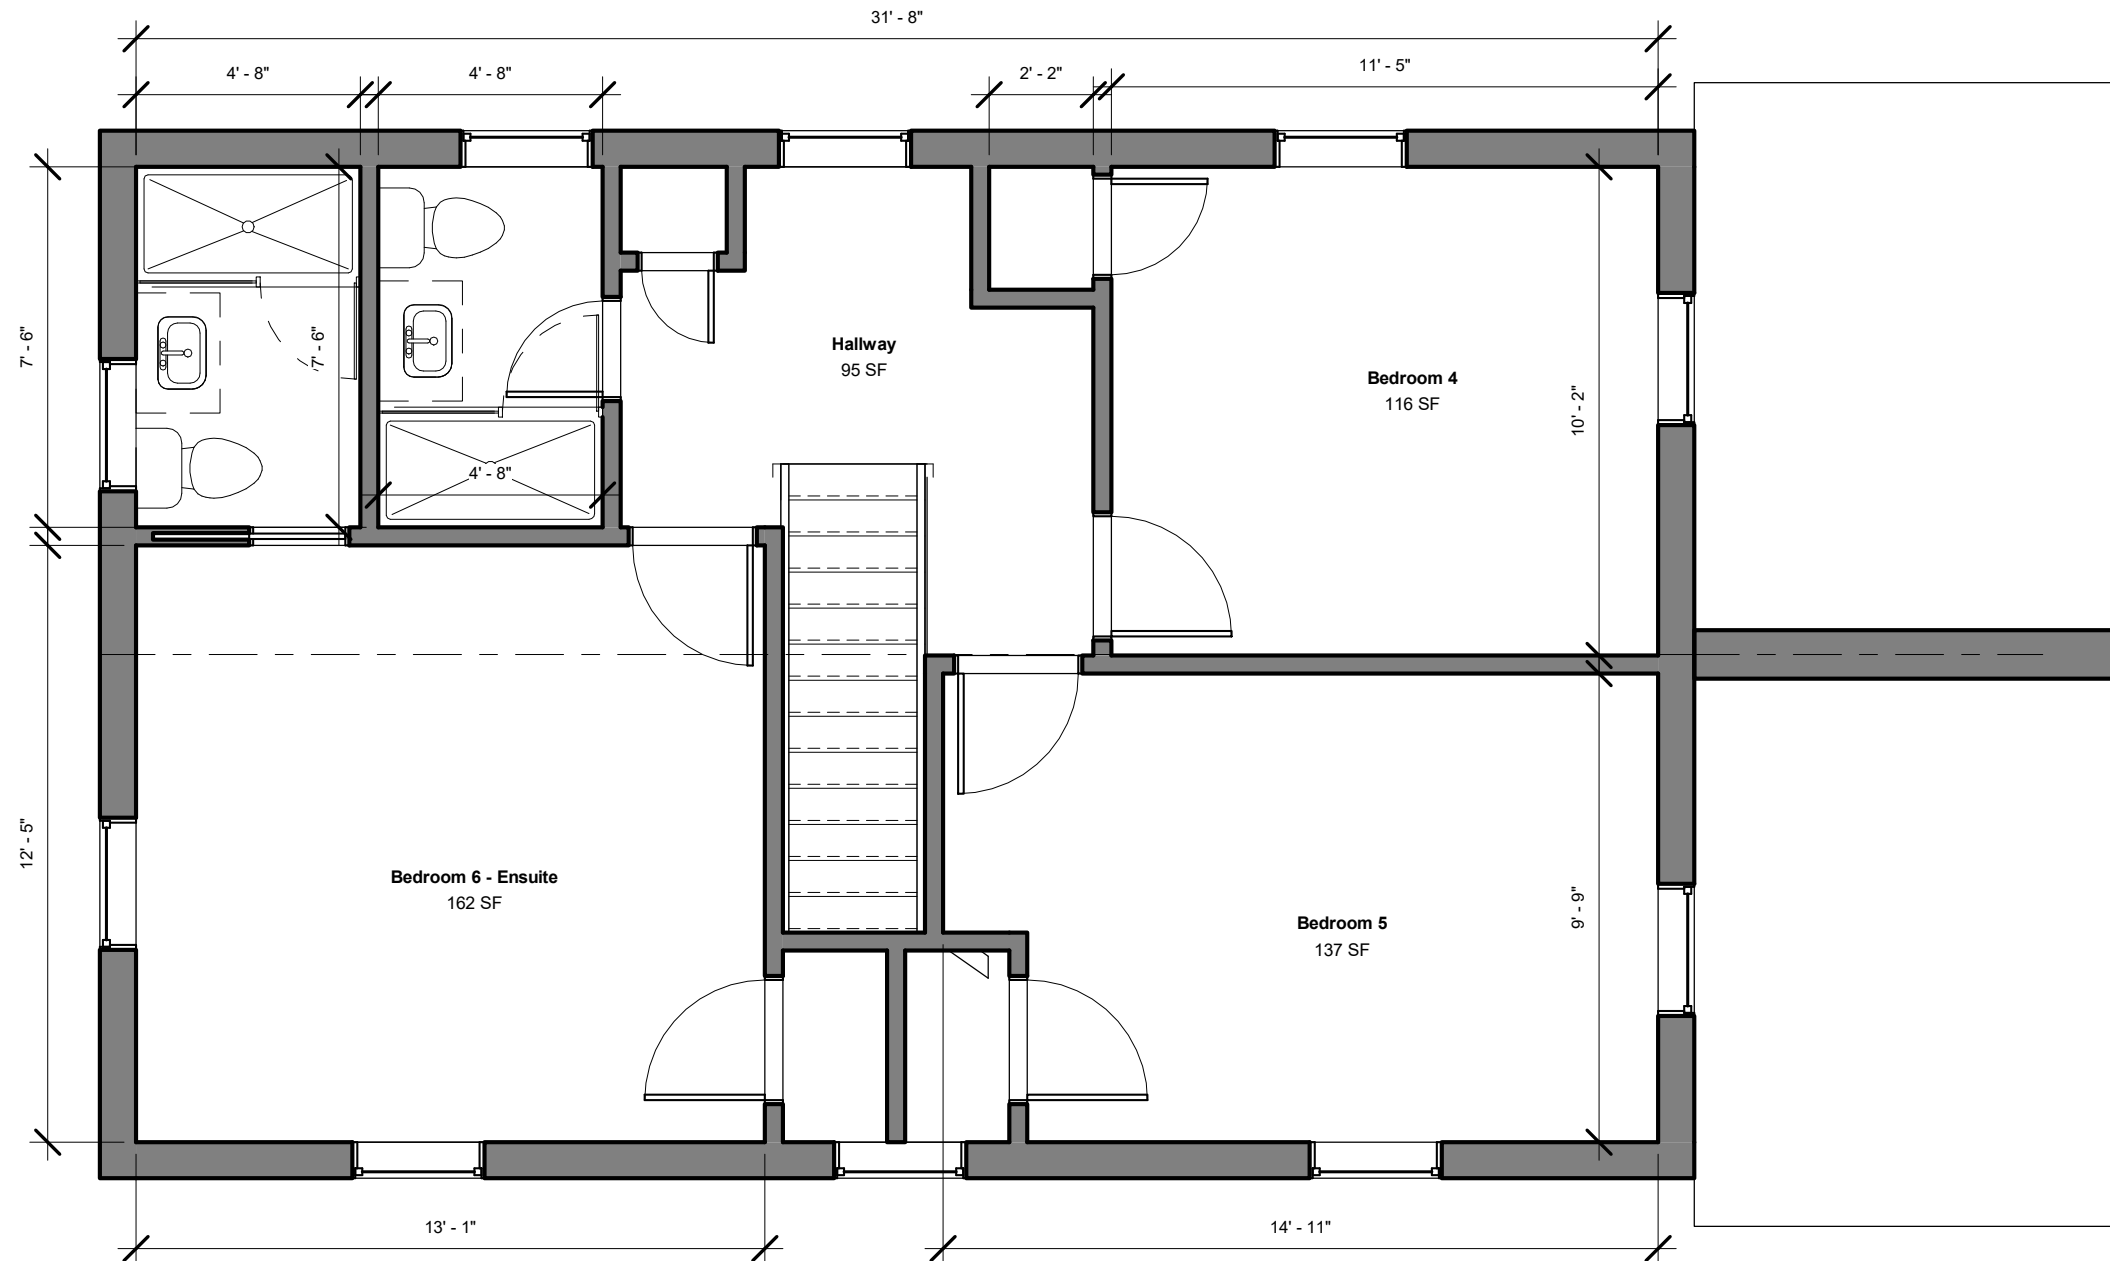 31' - 8"
4' - 8"
4' - 8"
2' - 2"
11' - 5"
7' - 6"
7' - 6"
Hallway
95 SF
Bedroom 4
116 SF
10' - 2"
4' - 8"
12' - 5"
Bedroom 6 - Ensuite
162 SF
Bedroom 5
137 SF
9' - 9"
13' - 1"
14' - 11"